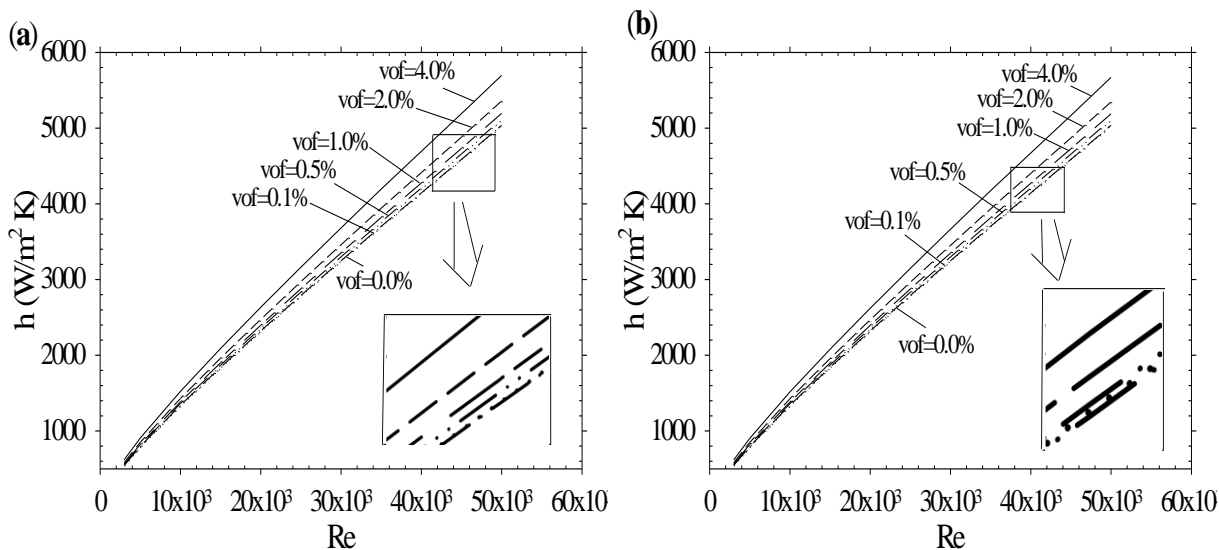 (a)
6000
5000
4000
3000
2000
1000
h (W/m² K)
vof=4.0%
vof=2.0%
vof=1.0%
vof=0.5%
vof=0.1%
vof=0.0%
0
10x10³
20x10³
30x10³
40x10³
50x10³
60x10³
Re
(b)
6000
5000
4000
3000
2000
1000
h (W/m² K)
vof=4.0%
vof=2.0%
vof=1.0%
vof=0.5%
vof=0.1%
vof=0.0%
0
10x10³
20x10³
30x10³
40x10³
50x10³
60x10
Re